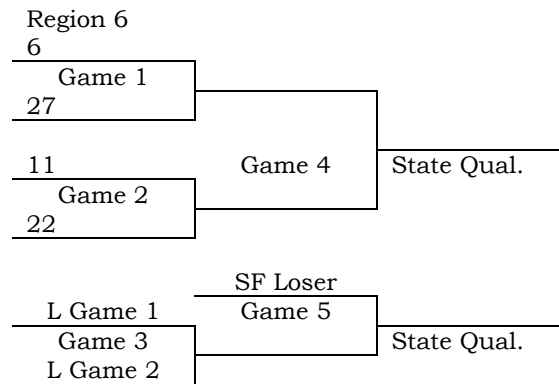 Region 6
6
Game 1
27
11
Game 4
State Qual.
Game 2
22
SF Loser
L Game 1
Game 5
Game 3
State Qual.
L Game 2